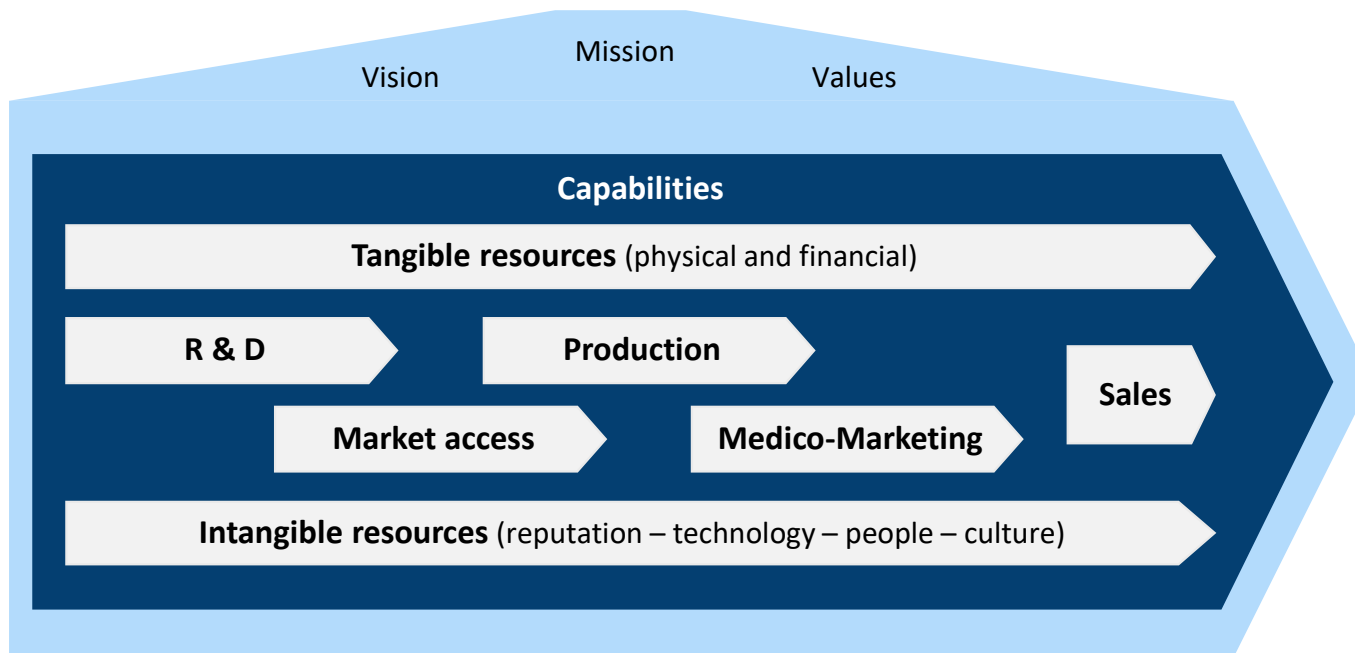 Mission
Vision
Values
Capabilities
Tangible resources (physical and financial)
R & D
Production
Sales
Market access
Medico-Marketing
Intangible resources (reputation – technology – people – culture)